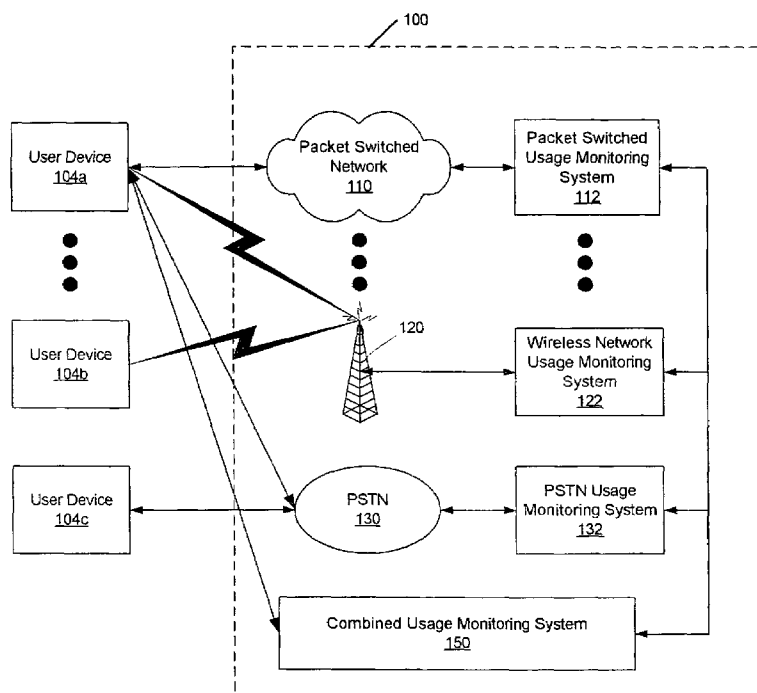 100
User Device
104a
Packet Switched
Network
110
Packet Switched
Usage Monitoring
System
112
User Device
104b
120
Wireless Network
Usage Monitoring
System
122
User Device
104c
PSTN
130
PSTN Usage
Monitoring System
132
Combined Usage Monitoring System
150